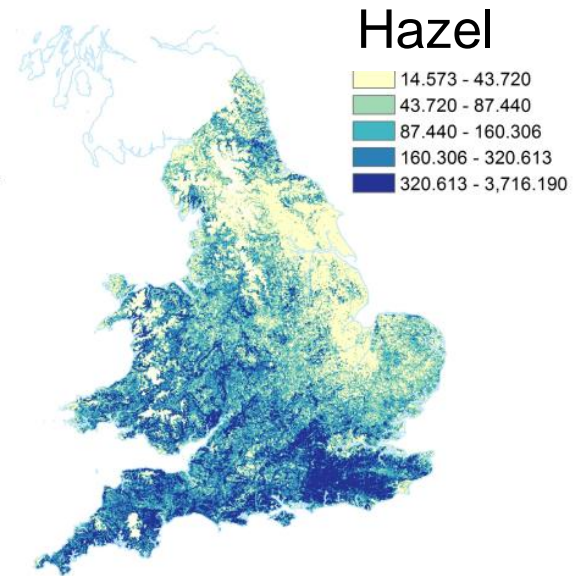 Hazel
14.573 - 43.720
43.720 - 87.440
87.440 - 160.306
160.306 - 320.613
320.613 - 3,716.190